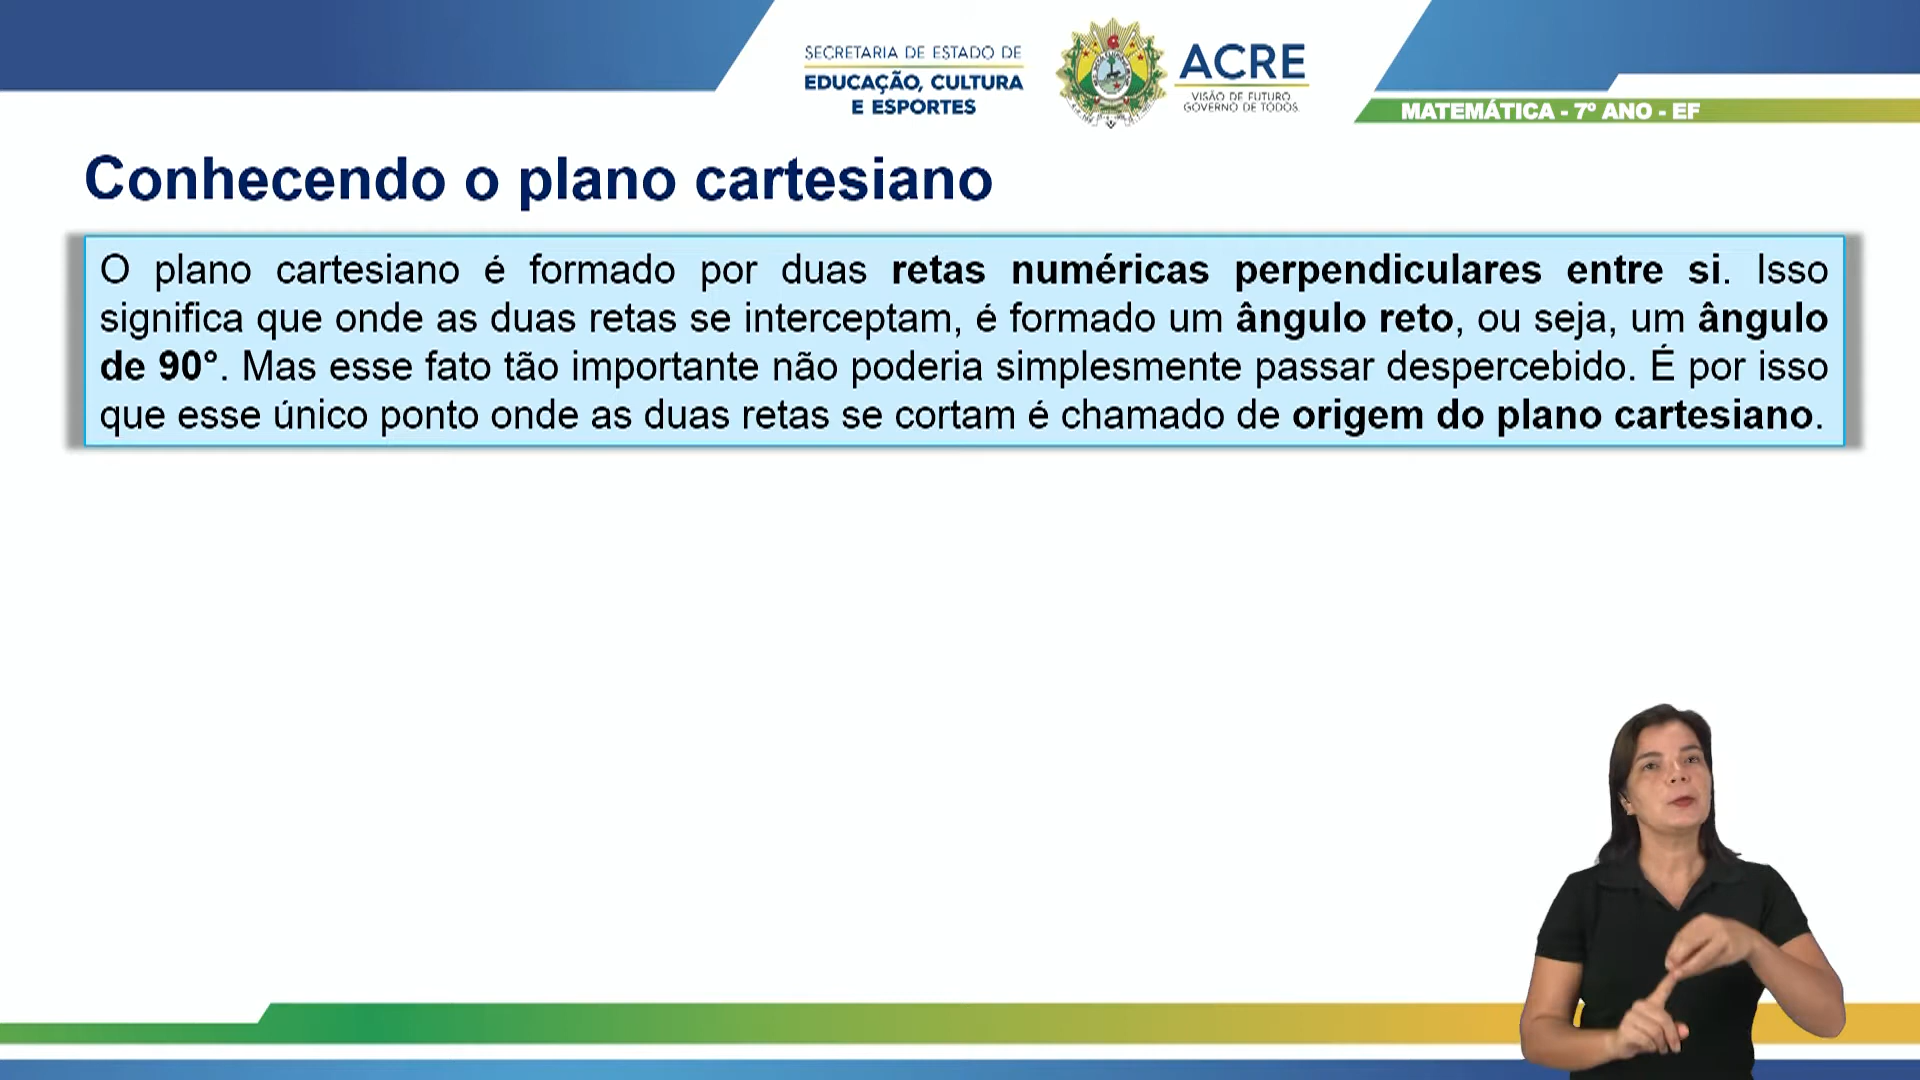 SECRETARIA DE ESTADO DE
EDUCAÇÃO, CULTURA
E ESPORTES
ACRE
VISÃO DE FUTURO
GOVERNO DE TODOS
MATEMÁTICA - 7º ANO - EF
Conhecendo o plano cartesiano
O plano cartesiano é formado por duas retas numéricas perpendiculares entre si. Isso
significa que onde as duas retas se interceptam, é formado um ângulo reto, ou seja, um ângulo
de 90°. Mas esse fato tão importante não poderia simplesmente passar despercebido. É por isso
que esse único ponto onde as duas retas se cortam é chamado de origem do plano cartesiano.